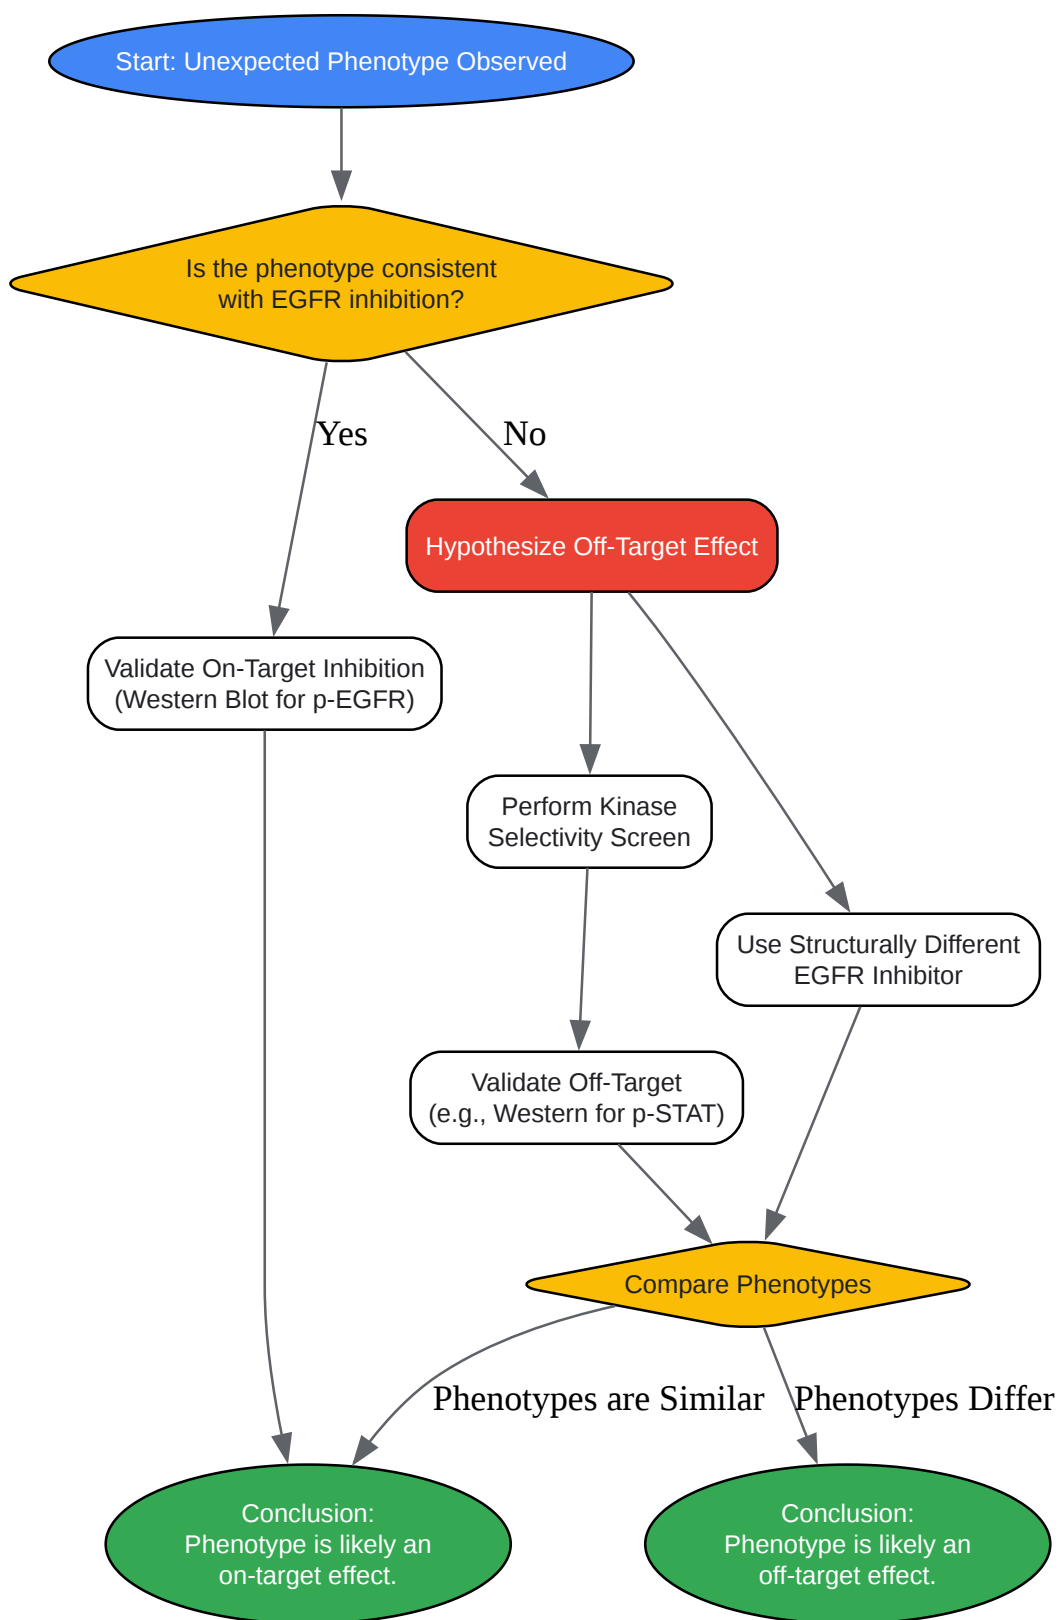 Start: Unexpected Phenotype Observed
Is the phenotype consistent
with EGFR inhibition?
Yes
No
Hypothesize Off-Target Effect
Validate On-Target Inhibition
(Western Blot for p-EGFR)
Perform Kinase
Selectivity Screen
Use Structurally Different
EGFR Inhibitor
Validate Off-Target
(e.g., Western for p-STAT)
Compare Phenotypes
Phenotypes are Similar
Phenotypes Differ
Conclusion:
Phenotype is likely an
on-target effect.
Conclusion:
Phenotype is likely an
off-target effect.